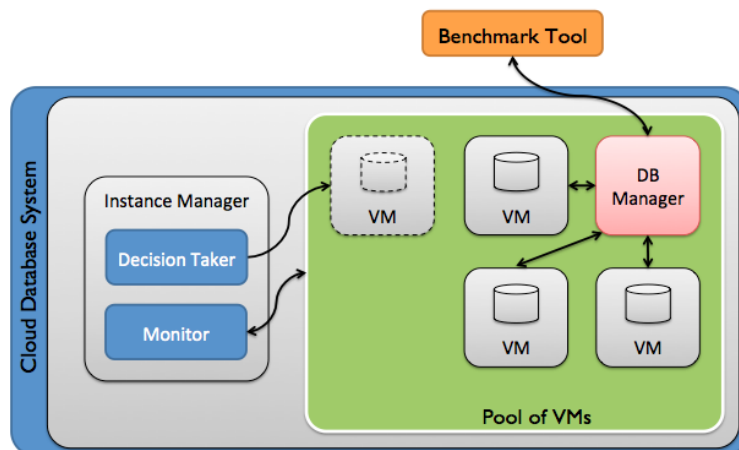 Benchmark Tool
Cloud Database System
Instance Manager
Decision Taker
Monitor
VM
VM
DB
Manager
VM
VM
Pool of VMs